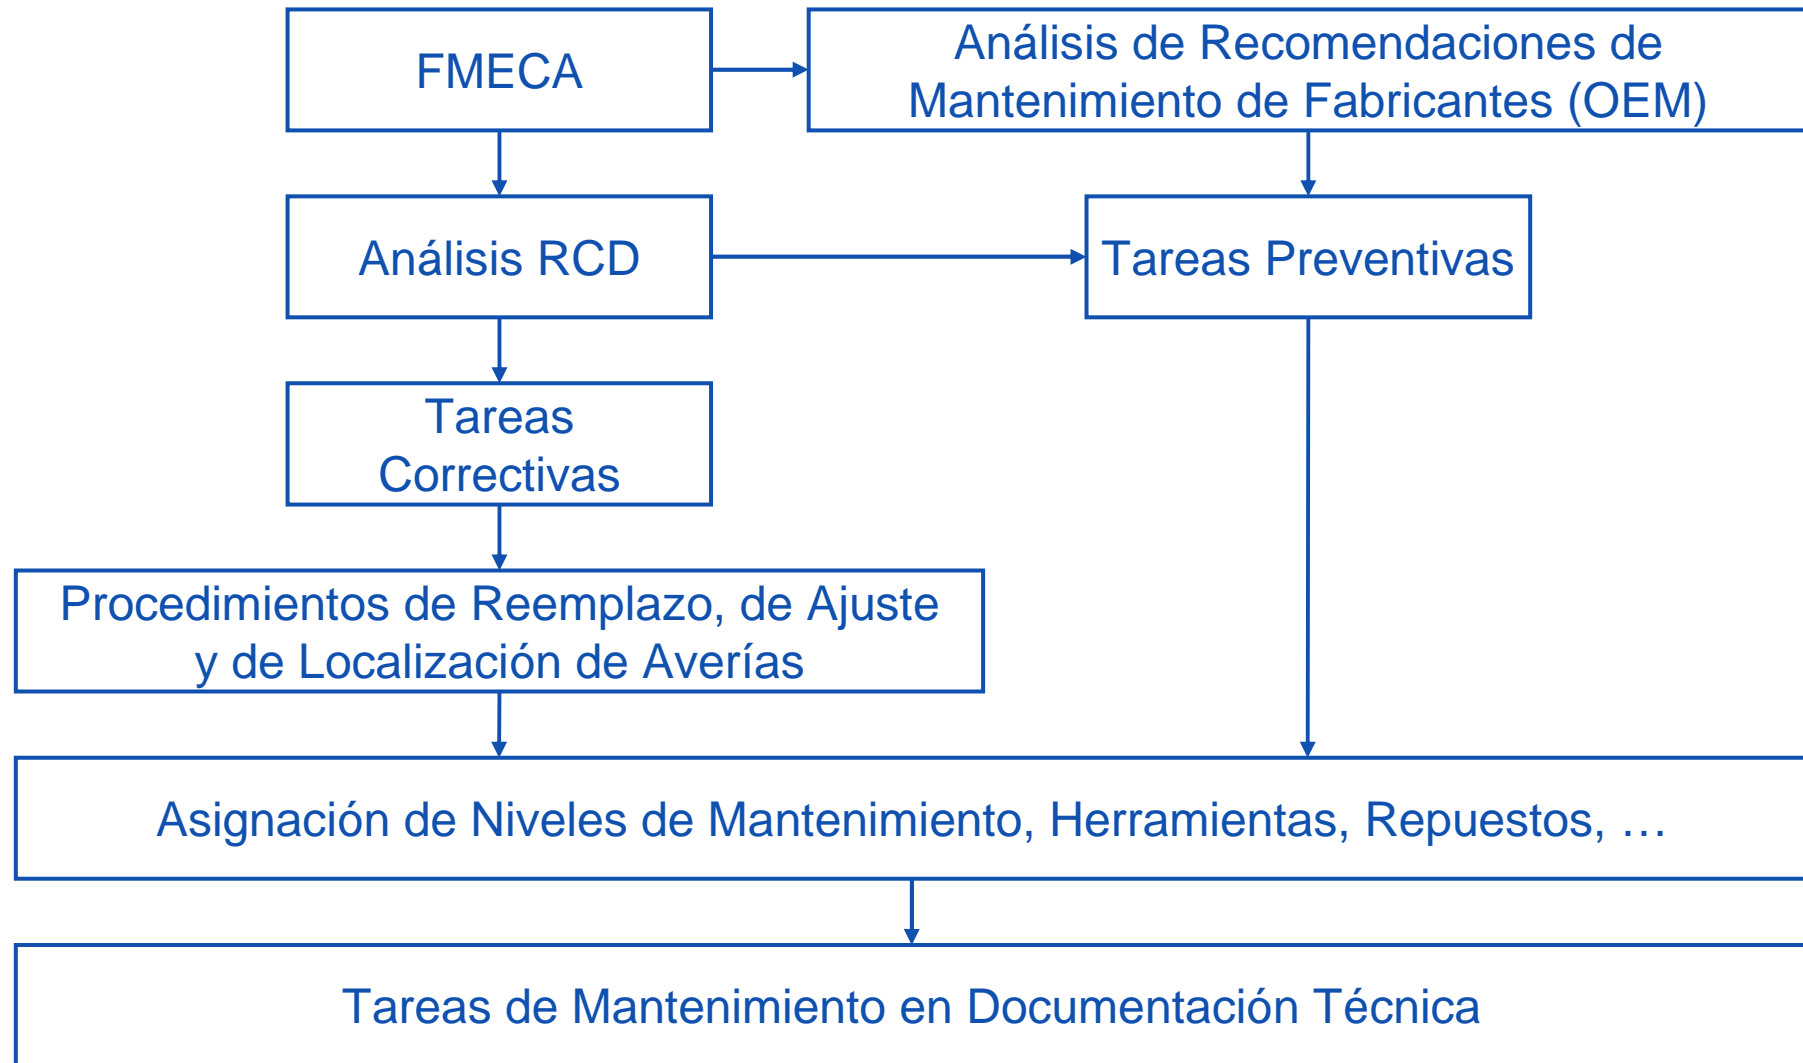 FMECA
Análisis de Recomendaciones de
Mantenimiento de Fabricantes (OEM)
Análisis RCD
Tareas Preventivas
Tareas
Correctivas
Procedimientos de Reemplazo, de Ajuste
y de Localización de Averías
Asignación de Niveles de Mantenimiento, Herramientas, Repuestos, …
Tareas de Mantenimiento en Documentación Técnica